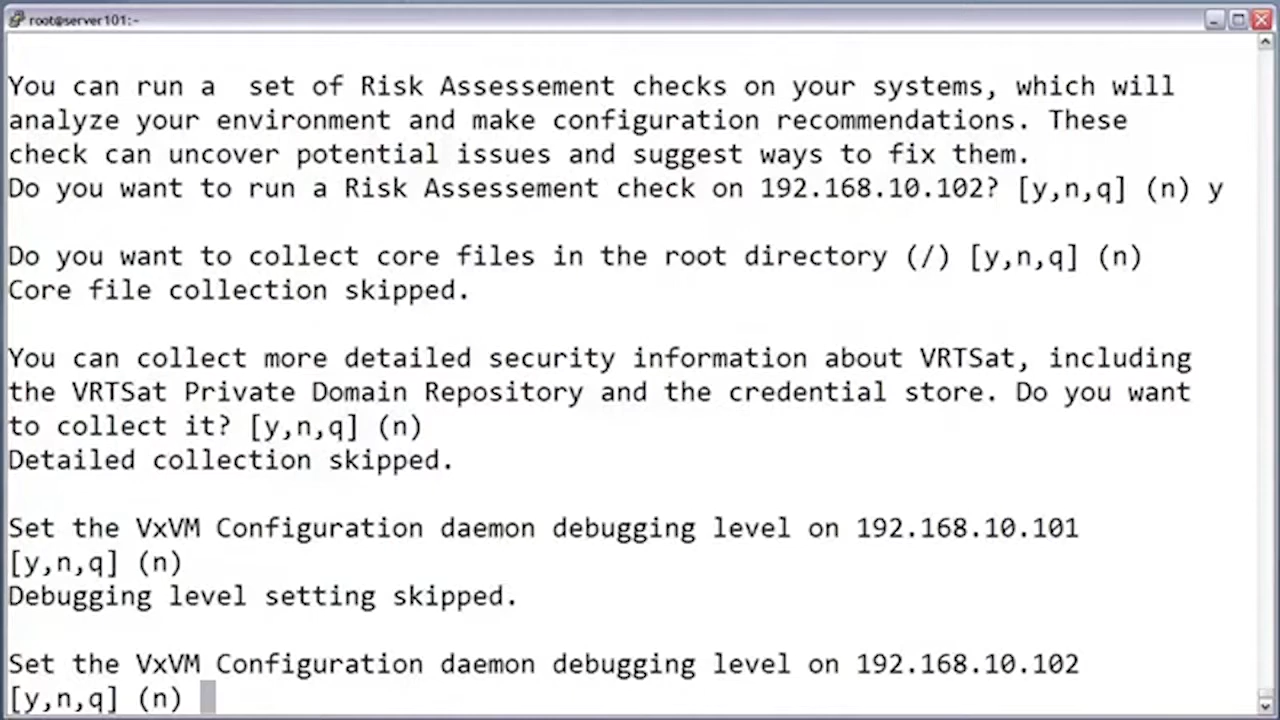 root@server101:~
You can run a  set of Risk Assessement checks on your systems, which will
analyze your environment and make configuration recommendations. These
check can uncover potential issues and suggest ways to fix them.
Do you want to run a Risk Assessement check on 192.168.10.102? [y,n,q] (n) y
Do you want to collect core files in the root directory (/) [y,n,q] (n)
Core file collection skipped.
You can collect more detailed security information about VRTSat, including
the VRTSat Private Domain Repository and the credential store. Do you want
to collect it? [y,n,q] (n)
Detailed collection skipped.
Set the VxVM Configuration daemon debugging level on 192.168.10.101
[y,n,q] (n)
Debugging level setting skipped.
Set the VxVM Configuration daemon debugging level on 192.168.10.102
[y,n,q] (n)